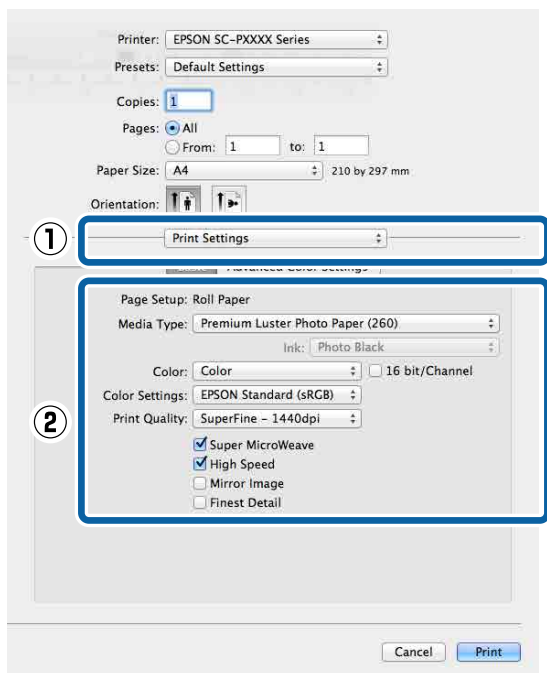 Printer: EPSON SC-PXXXX Series
Presets: Default Settings
Copies: 1
Pages: All
From: 1 to: 1
Paper Size: A4 210 by 297 mm
Orientation:
1 Print Settings
Advanced Color Settings
Page Setup: Roll Paper
Media Type: Premium Luster Photo Paper (260)
Ink: Photo Black
Color: Color 16 bit/Channel
Color Settings: EPSON Standard (sRGB)
2 Print Quality: SuperFine – 1440dpi
Super MicroWeave
High Speed
Mirror Image
Finest Detail
Cancel Print